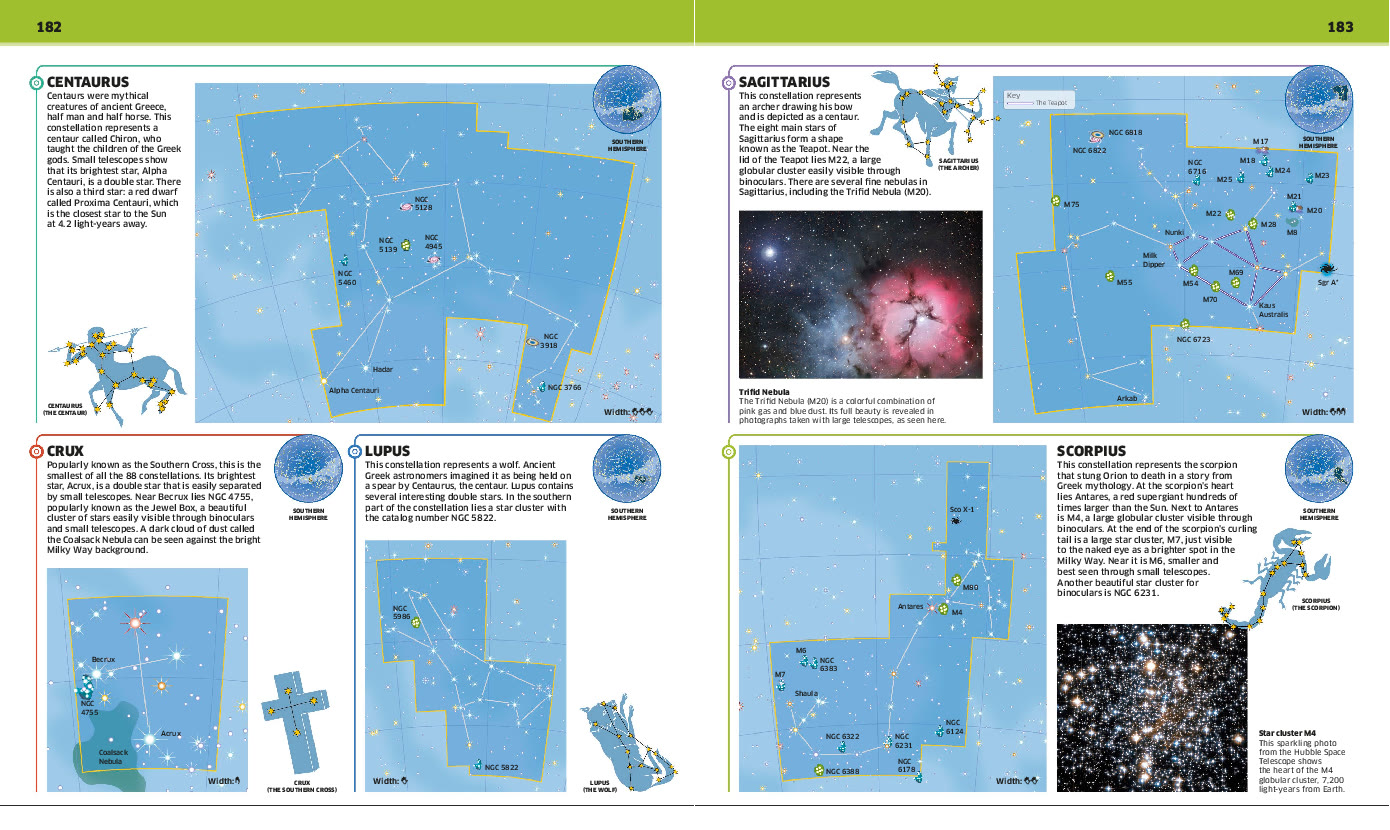 182
CENTAURUS
Centaurs were mythical
creatures of ancient Greece,
half man and half horse. This
constellation represents a
centaur called Chiron, who
taught the children of the Greek
gods. Small telescopes show
that its brightest star, Alpha
Centauri, is a double star. There
is also a third star: a red dwarf
called Proxima Centauri, which
is the closest star to the Sun
at 4.2 light-years away.
SOUTHERN
HEMISPHERE
NGC
5128
NGC
5139
NGC
4945
NGC
5460
NGC
3918
Hadar
Alpha Centauri
NGC 3766
Width:
CENTAURUS
(THE CENTAUR)
CRUX
Popularly known as the Southern Cross, this is the
smallest of all the 88 constellations. Its brightest
star, Acrux, is a double star that is easily separated
by small telescopes. Near Becrux lies NGC 4755,
popularly known as the Jewel Box, a beautiful
cluster of stars easily visible through binoculars
and small telescopes. A dark cloud of dust called
the Coalsack Nebula can be seen against the bright
Milky Way background.
SOUTHERN
HEMISPHERE
Becrux
NGC
4755
Acrux
Coalsack
Nebula
Width:
CRUX
(THE SOUTHERN CROSS)
LUPUS
This constellation represents a wolf. Ancient
Greek astronomers imagined it as being held on
a spear by Centaurus, the centaur. Lupus contains
several interesting double stars. In the southern
part of the constellation lies a star cluster with
the catalog number NGC 5822.
SOUTHERN
HEMISPHERE
NGC
5986
NGC 5822
Width:
LUPUS
(THE WOLF)
183
SAGITTARIUS
This constellation represents
an archer drawing his bow
and is depicted as a centaur.
The eight main stars of
Sagittarius form a shape
known as the Teapot. Near the
lid of the Teapot lies M22, a large
globular cluster easily visible through
binoculars. There are several fine nebulas in
Sagittarius, including the Trifid Nebula (M20).
SAGITTARIUS
(THE ARCHER)
Trifid Nebula
The Trifid Nebula (M20) is a colorful combination of
pink gas and blue dust. Its full beauty is revealed in
photographs taken with large telescopes, as seen here.
Key
The Teapot
SOUTHERN
HEMISPHERE
NGC 6818
NGC 6822
M17
NGC
6716
M18
M24
M25
M23
M21
M75
M22
M20
M28
M8
Nunki
Milk
Dipper
M55
M54
M69
M70
Sgr A*
Kaus
Australis
NGC 6723
Arkab
Width:
SCORPIUS
This constellation represents the scorpion
that stung Orion to death in a story from
Greek mythology. At the scorpion's heart
lies Antares, a red supergiant hundreds of
times larger than the Sun. Next to Antares
is M4, a large globular cluster visible through
binoculars. At the end of the scorpion's curling
tail is a large star cluster, M7, just visible
to the naked eye as a brighter spot in the
Milky Way. Near it is M6, smaller and
best seen through small telescopes.
Another beautiful star cluster for
binoculars is NGC 6231.
SOUTHERN
HEMISPHERE
SCORPIUS
(THE SCORPION)
Sco X-1
M80
Antares
M4
M6
NGC
6383
M7
Shaula
NGC 6322
NGC
6231
NGC
6124
NGC
6178
NGC 6388
Width:
Star cluster M4
This sparkling photo
from the Hubble Space
Telescope shows
the heart of the M4
globular cluster, 7,200
light-years from Earth.